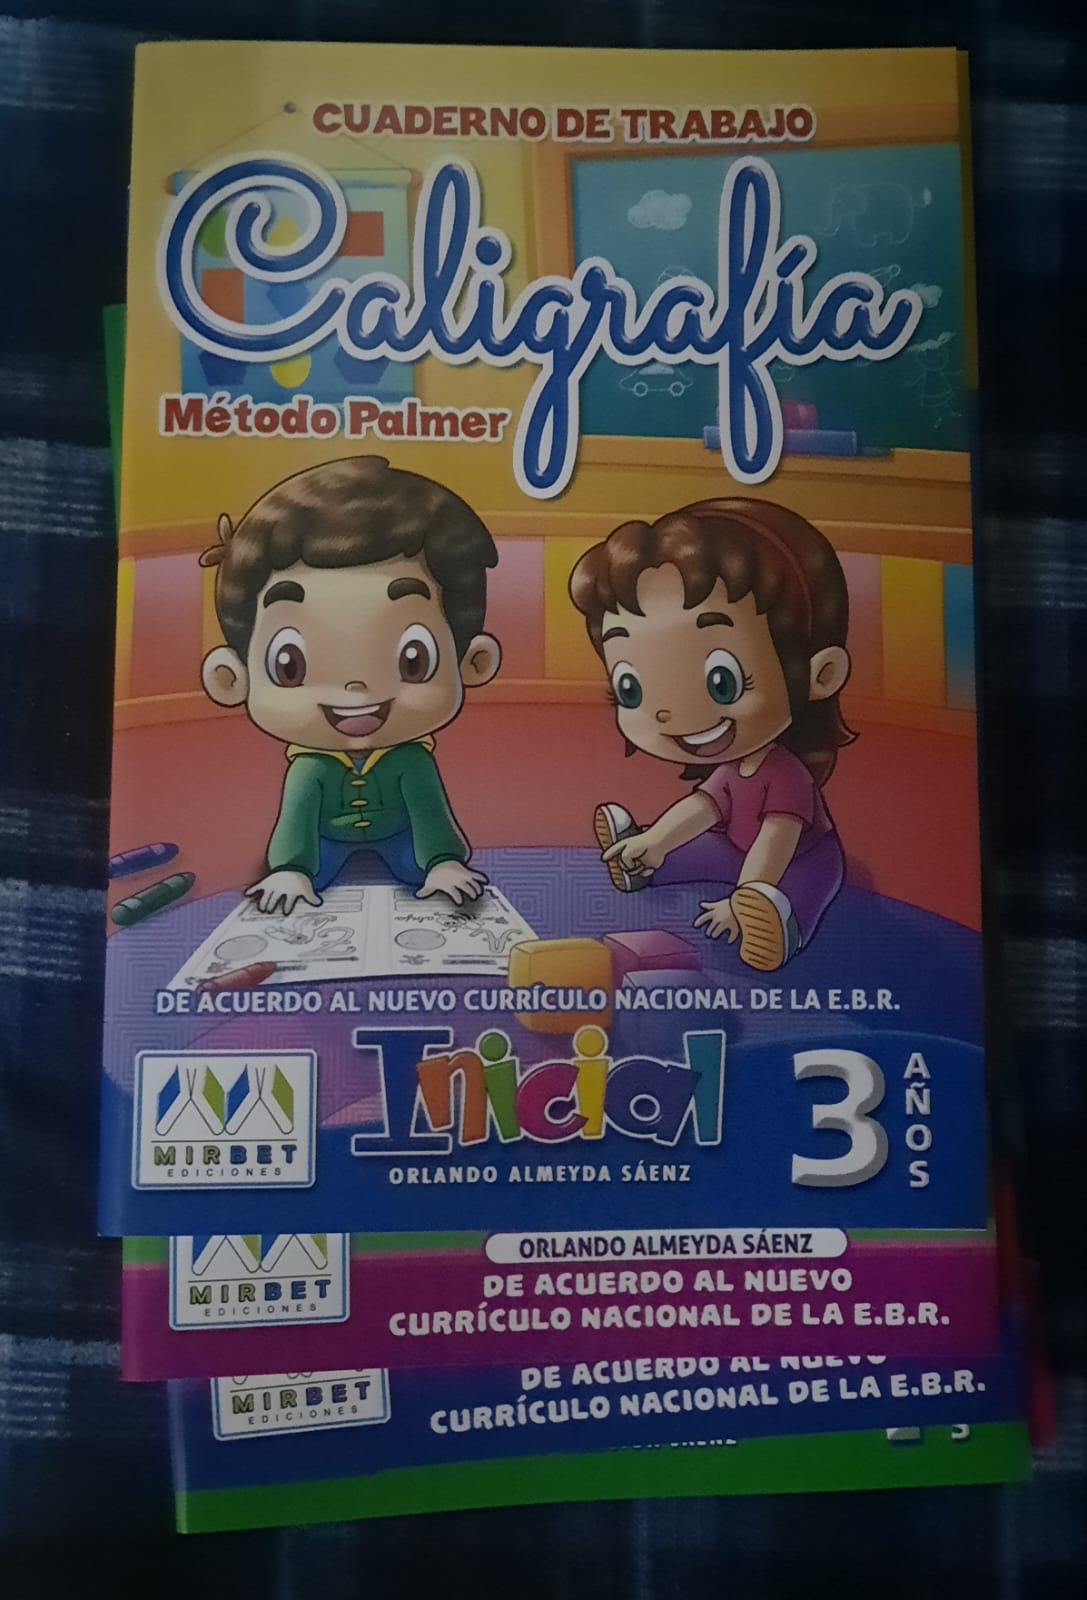 CUADERNO DE TRABAJO
Caligrafía
Método Palmer
DE ACUERDO AL NUEVO CURRÍCULO NACIONAL DE LA E.B.R.
Inicial
3 AÑOS
MIRBET
EDICIONES
ORLANDO ALMEYDA SÁENZ
MIRBET
EDICIONES
ORLANDO ALMEYDA SÁENZ
DE ACUERDO AL NUEVO
CURRÍCULO NACIONAL DE LA E.B.R.
MIRBET
EDICIONES
DE ACUERDO AL NUEVO
CURRÍCULO NACIONAL DE LA E.B.R.
S